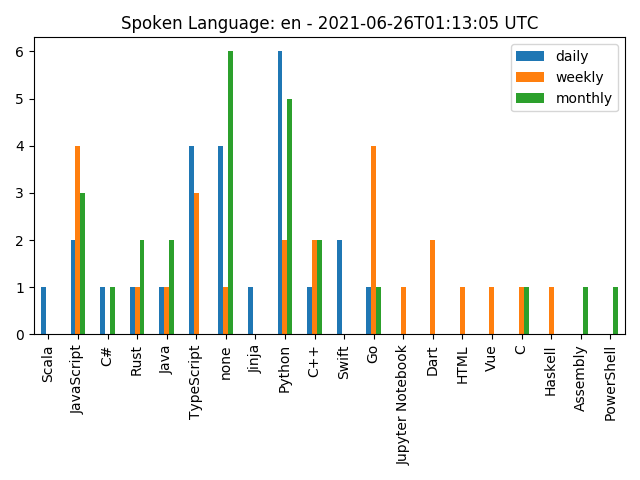 Spoken Language: en - 2021-06-26T01:13:05 UTC
daily
weekly
monthly
6
5
4
3
2
1
0
Scala
JavaScript
C#
Rust
Java
TypeScript
none
Jinja
Python
C++
Swift
Go
Jupyter Notebook
Dart
HTML
Vue
C
Haskell
Assembly
PowerShell